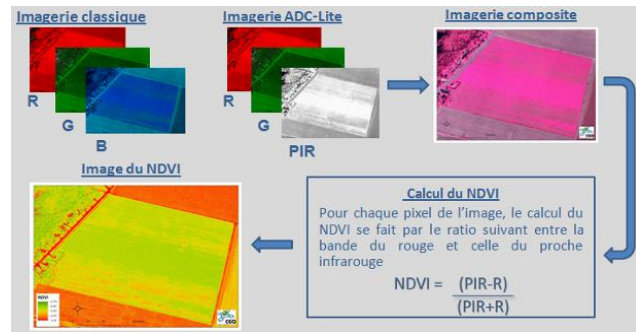 Imagerie classique
Imagerie ADC-Lite
Imagerie composite
R
G
B
R
G
PIR
Image du NDVI
NDVI
Calcul du NDVI
Pour chaque pixel de l'image, le calcul du
NDVI se fait par le ratio suivant entre la
bande du rouge et celle du proche
infrarouge
NDVI = (PIR-R)
(PIR+R)